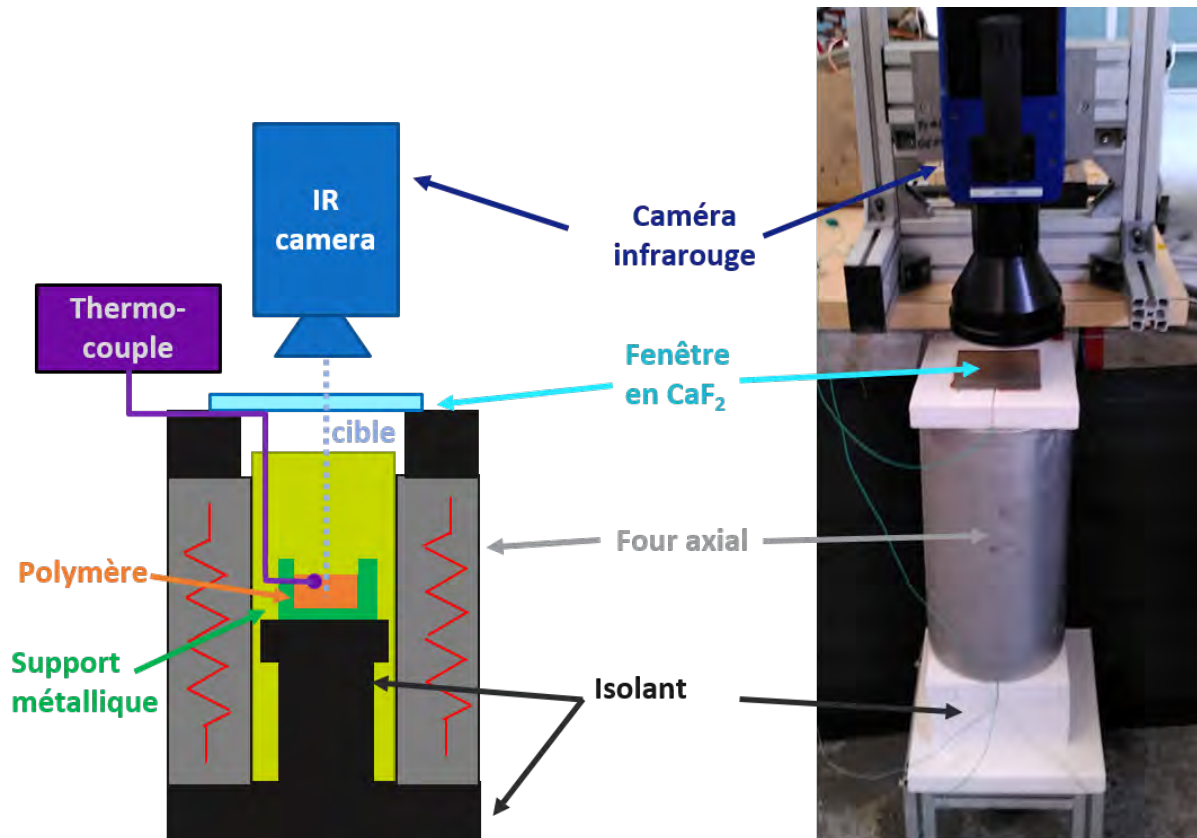 IR
camera
Caméra
infrarouge
Thermo-
couple
Fenêtre
en CaF₂
cible
Four axial
Polymère
Support
métallique
Isolant